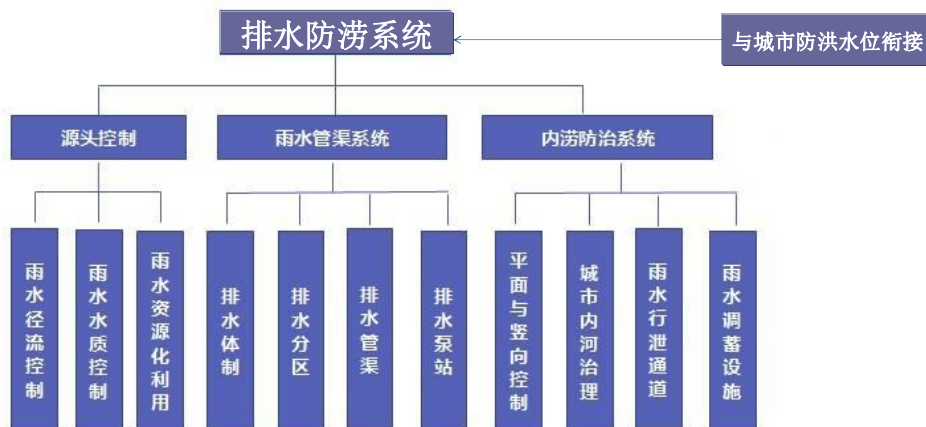 排水防涝系统
与城市防洪水位衔接
源头控制
雨水管渠系统
内涝防治系统
雨水径流控制
雨水水质控制
雨水资源化利用
排水体制
排水分区
排水管渠
排水泵站
平面与竖向控制
城市内河治理
雨水行泄通道
雨水调蓄设施